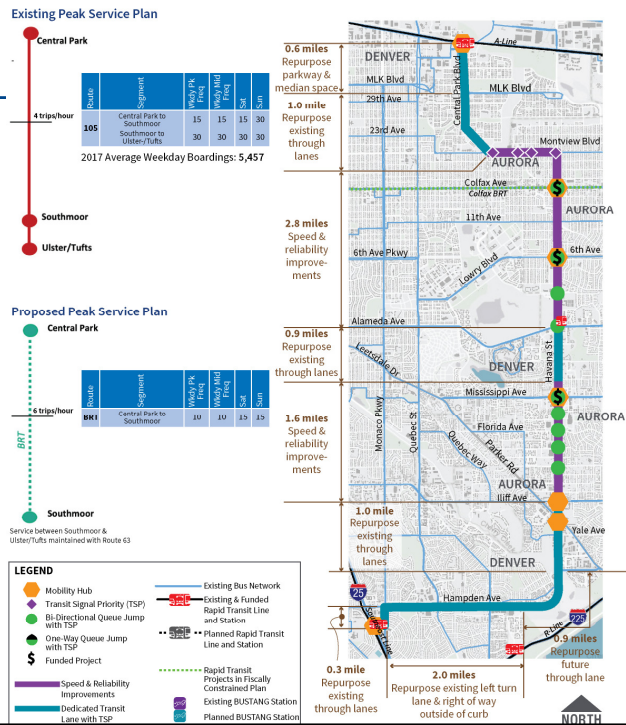 Existing Peak Service Plan
Central Park
4 trips/hour
Southmoor
Ulster/Tufts
Route
Segment
Wkdy Pk
Freq
Wkdy Mid
Freq
Sat
Sun
105
Central Park to
Southmoor
15 15 15 30
Southmoor to
Ulster-/Tufts
30 30 30 30
2017 Average Weekday Boardings: 5,457
Proposed Peak Service Plan
Central Park
6 trips/hour
BRT
Southmoor
Service between Southmoor &
Ulster/Tufts maintained with Route 63
Route
Segment
Wkdy Pk
Freq
Wkdy Mid
Freq
Sat
Sun
BRT
Central Park to
Southmoor
10 10 15 15
LEGEND
Mobility Hub
Transit Signal Priority (TSP)
Bi-Directional Queue Jump
with TSP
One-Way Queue Jump
with TSP
$ Funded Project
Speed & Reliability
Improvements
Dedicated Transit
Lane with TSP
Existing Bus Network
Existing & Funded
Rapid Transit Line
and Station
Planned Rapid Transit
Line and Station
Rapid Transit
Projects in Fiscally
Constrained Plan
Existing BUSTANG Station
Planned BUSTANG Station
0.6 miles
Repurpose
parkway &
median space
1.0 mile
Repurpose
existing
through
lanes
2.8 miles
Speed &
reliability
improve-
ments
0.9 miles
Repurpose
existing
through lanes
1.6 miles
Speed &
reliability
improve-
ments
1.0 mile
Repurpose
existing
through
lanes
0.3 mile
Repurpose
existing
through lanes
2.0 miles
Repurpose existing left turn
lane & right of way
outside of curb
0.9 miles
Repurpose
future
through lane
DENVER
A-Line
Central Park Blvd
MLK Blvd
MLK Blvd
29th Ave
23rd Ave
Montview Blvd
AURORA
Colfax Ave
Colfax BRT
$
AURORA
11th Ave
6th Ave Pkwy
6th Ave
$
Lowry Blvd
Alameda Ave
Leetsdale Dr
DENVER
Havana St
Mississippi Ave
$
AURORA
Monaco Pkwy
Quebec St
Florida Ave
Quebec Way
Parker Rd
AURORA
Iliff Ave
Yale Ave
DENVER
Hampden Ave
25
Southeast Line
R-Line
225
NORTH